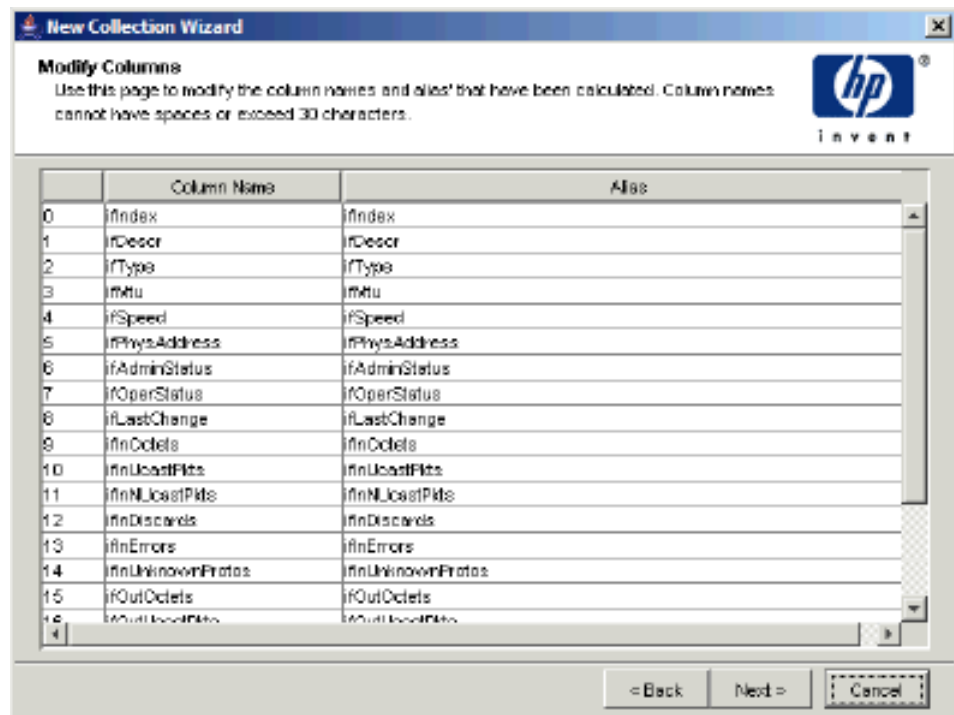 New Collection Wizard
Modify Columns
Use this page to modify the column names and alias' that have been calculated. Column names
cannot have spaces or exceed 30 characters.
hp
®
invent
Column Name Alias
0 ifIndex ifIndex
1 ifDescr ifDescr
2 ifType ifType
3 ifMtu ifMtu
4 ifSpeed ifSpeed
5 ifPhysAddress ifPhysAddress
6 ifAdminStatus ifAdminStatus
7 ifOperStatus ifOperStatus
8 ifLastChange ifLastChange
9 ifInOctets ifInOctets
10 ifInUcastPkts ifInUcastPkts
11 ifInNUcastPkts ifInNUcastPkts
12 ifInDiscards ifInDiscards
13 ifInErrors ifInErrors
14 ifInUnknownProtos ifInUnknownProtos
15 ifOutOctets ifOutOctets
16 ifOutUcastPkts ifOutUcastPkts
< Back Next > Cancel